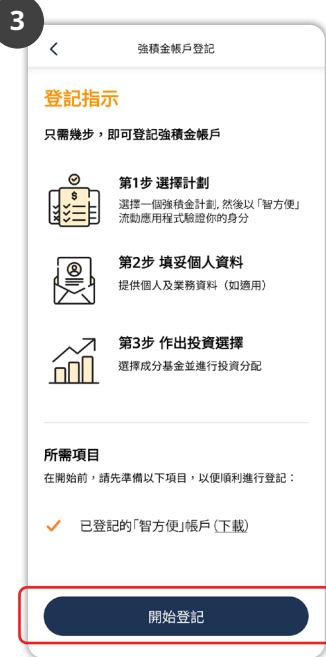 3
強積金帳戶登記
登記指示
只需幾步，即可登記強積金帳戶
$
第1步 選擇計劃
選擇一個強積金計劃, 然後以「智方便」
流動應用程式驗證你的身分
第2步 填妥個人資料
提供個人及業務資料（如適用）
第3步 作出投資選擇
選擇成分基金並進行投資分配
所需項目
在開始前，請先準備以下項目，以便順利進行登記：
已登記的「智方便」帳戶 (下載)
開始登記